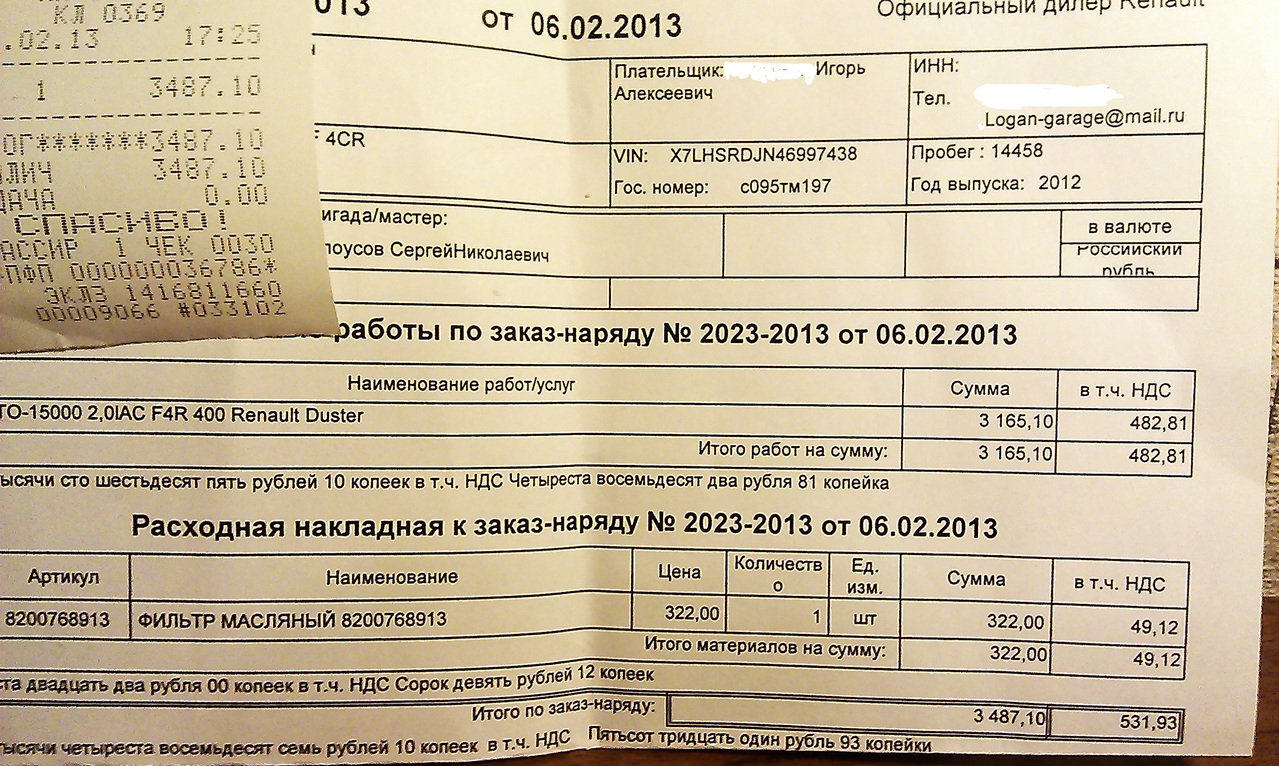 КЛ 0369
.02.13 17:25
1 3487.10
ОГ*******3487.10
ЛИЧ 3487.10
ДАЧА 0.00
СПАСИБО!
АССИР 1 ЧЕК 0030
ПФП 000000036786*
ЭКЛЗ 1416811660
00009066 #033102
013 от 06.02.2013
Официальный дилер Renault
Плательщик: Игорь
Алексеевич
ИНН:
Тел.
Logan-garage@mail.ru
F 4CR
VIN: X7LHSRDJN46997438
Пробег : 14458
Гос. номер: с095тм197
Год выпуска: 2012
игада/мастер:
лоусов СергейНиколаевич
в валюте
Российский
рубль
работы по заказ-наряду № 2023-2013 от 06.02.2013
Наименование работ/услуг Сумма в т.ч. НДС
ТО-15000 2,0IAC F4R 400 Renault Duster 3 165,10 482,81
Итого работ на сумму: 3 165,10 482,81
ысячи сто шестьдесят пять рублей 10 копеек в т.ч. НДС Четыреста восемьдесят два рубля 81 копейка
Расходная накладная к заказ-наряду № 2023-2013 от 06.02.2013
Артикул Наименование Цена Количеств
о Ед.
изм. Сумма в т.ч. НДС
8200768913 ФИЛЬТР МАСЛЯНЫЙ 8200768913 322,00 1 шт 322,00 49,12
Итого материалов на сумму: 322,00 49,12
ста двадцать два рубля 00 копеек в т.ч. НДС Сорок девять рублей 12 копеек
Итого по заказ-наряду: 3 487,10 531,93
ысячи четыреста восемьдесят семь рублей 10 копеек в т.ч. НДС Пятьсот тридцать один рубль 93 копейки